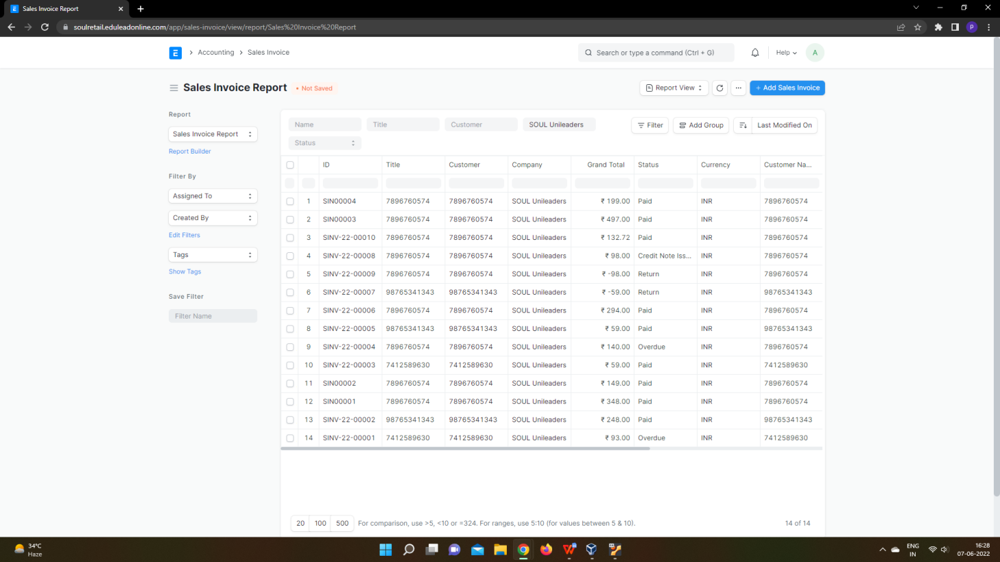 Sales Invoice Report
soulretail.eduleadonline.com/app/sales-invoice/view/report/Sales%20Invoice%20Report
P
E > Accounting > Sales Invoice
Search or type a command (Ctrl + G)
Help
A
Sales Invoice Report
• Not Saved
Report View
...
+ Add Sales Invoice
Report
Sales Invoice Report
Report Builder
Filter By
Assigned To
Created By
Edit Filters
Tags
Show Tags
Save Filter
Filter Name
Name Title Customer SOUL Unileaders
Filter Add Group Last Modified On
Status
ID Title Customer Company Grand Total Status Currency Customer Na...
1 SIN00004 7896760574 7896760574 SOUL Unileaders ₹ 199.00 Paid INR 7896760574
2 SIN00003 7896760574 7896760574 SOUL Unileaders ₹ 497.00 Paid INR 7896760574
3 SINV-22-00010 7896760574 7896760574 SOUL Unileaders ₹ 132.72 Paid INR 7896760574
4 SINV-22-00008 7896760574 7896760574 SOUL Unileaders ₹ 98.00 Credit Note Iss... INR 7896760574
5 SINV-22-00009 7896760574 7896760574 SOUL Unileaders ₹ -98.00 Return INR 7896760574
6 SINV-22-00007 98765341343 98765341343 SOUL Unileaders ₹ -59.00 Return INR 98765341343
7 SINV-22-00006 7896760574 7896760574 SOUL Unileaders ₹ 294.00 Paid INR 7896760574
8 SINV-22-00005 98765341343 98765341343 SOUL Unileaders ₹ 59.00 Paid INR 98765341343
9 SINV-22-00004 7896760574 7896760574 SOUL Unileaders ₹ 140.00 Overdue INR 7896760574
10 SINV-22-00003 7412589630 7412589630 SOUL Unileaders ₹ 59.00 Paid INR 7412589630
11 SIN00002 7896760574 7896760574 SOUL Unileaders ₹ 149.00 Paid INR 7896760574
12 SIN00001 7896760574 7896760574 SOUL Unileaders ₹ 348.00 Paid INR 7896760574
13 SINV-22-00002 98765341343 98765341343 SOUL Unileaders ₹ 248.00 Paid INR 98765341343
14 SINV-22-00001 7412589630 7412589630 SOUL Unileaders ₹ 93.00 Overdue INR 7412589630
20 100 500 For comparison, use >5, <10 or =324. For ranges, use 5:10 (for values between 5 & 10). 14 of 14
34°C
Haze
ENG
IN
16:28
07-06-2022